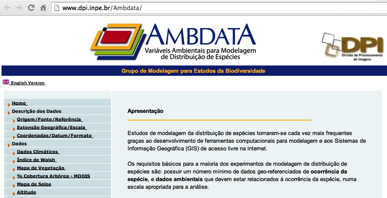 www.dpi.inpe.br/Ambdata/
AMBDATA
Variáveis Ambientais para Modelagem
de Distribuição de Espécies
DPI
Divisão de Processamento
de Imagens
Grupo de Modelagem para Estudos da Biodiversidade
English Version
Home
Descrição dos Dados
Origem/Fonte/Referência
Extensão Geográfica/Escala
Coordenadas/Datum/Formato
Dados
Dados Climáticos
Índice de Walsh
Mapa de Vegetação
% Cobertura Arbórea - MODIS
Mapa de Solos
Altitude
Apresentação
Estudos de modelagem da distribuição de espécies tornaram-se cada vez mais frequentes
graças ao desenvolvimento de ferramentas computacionais para modelagem e aos Sistemas de
Informação Geográfica (GIS) de acesso livre na internet.
Os requisitos básicos para a maioria dos experimentos de modelagem de distribuição de
espécies são: possuir um número mínimo de dados geo-referenciados de ocorrência da
espécie, e dados ambientais que devem estar relacionados à ocorrência da espécie, numa
escala apropriada para a análise.